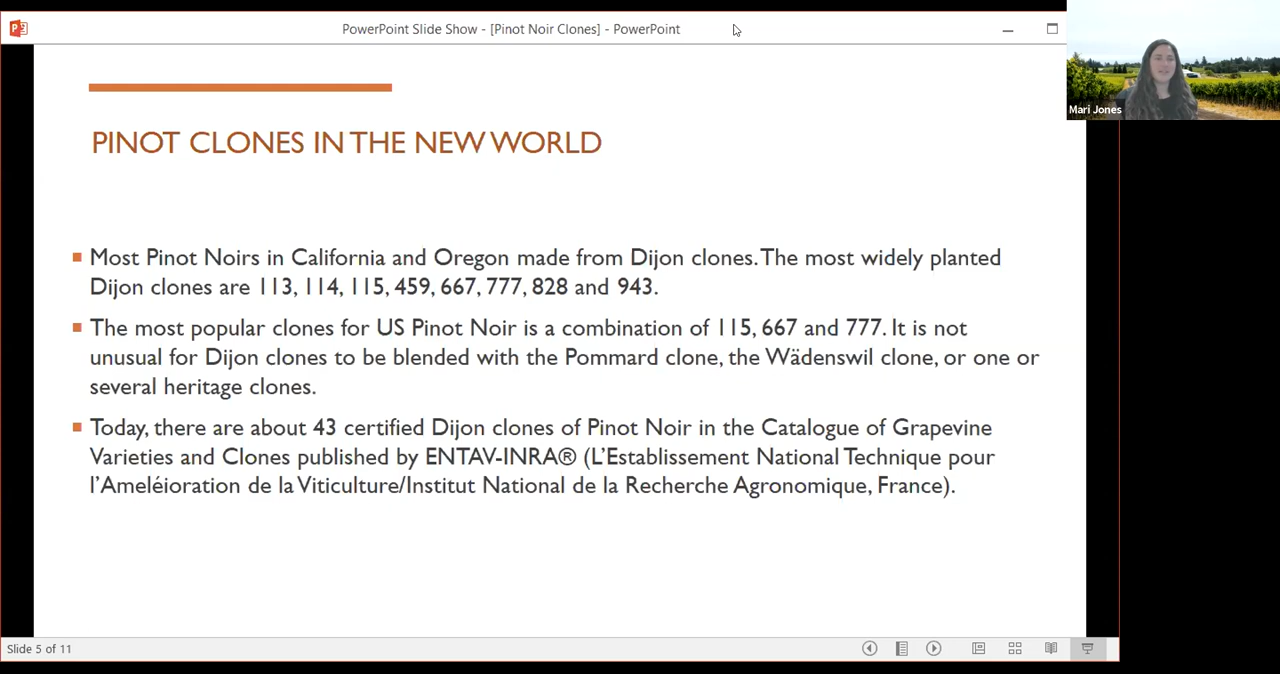 PowerPoint Slide Show - [Pinot Noir Clones] - PowerPoint
Mari Jones
PINOT CLONES IN THE NEW WORLD
Most Pinot Noirs in California and Oregon made from Dijon clones. The most widely planted
Dijon clones are 113, 114, 115, 459, 667, 777, 828 and 943.
The most popular clones for US Pinot Noir is a combination of 115, 667 and 777. It is not
unusual for Dijon clones to be blended with the Pommard clone, the Wädenswil clone, or one or
several heritage clones.
Today, there are about 43 certified Dijon clones of Pinot Noir in the Catalogue of Grapevine
Varieties and Clones published by ENTAV-INRA® (L'Establissement National Technique pour
l'Ameléioration de la Viticulture/Institut National de la Recherche Agronomique, France).
Slide 5 of 11